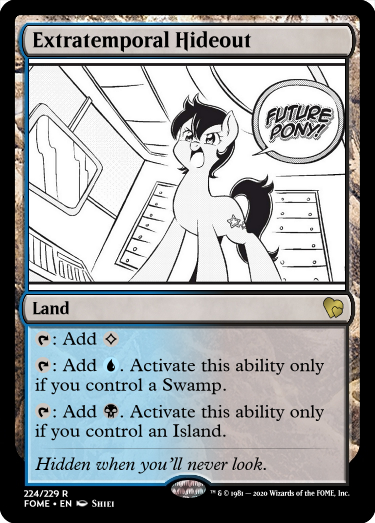 Extratemporal Hideout
FUTURE
PONY!
Land
: Add
: Add . Activate this ability only
if you control a Swamp.
: Add . Activate this ability only
if you control an Island.
Hidden when you'll never look.
224/229 R
FOME • EN Shiei
™ & © 1981 — 2020 Wizards of the FOME, Inc.